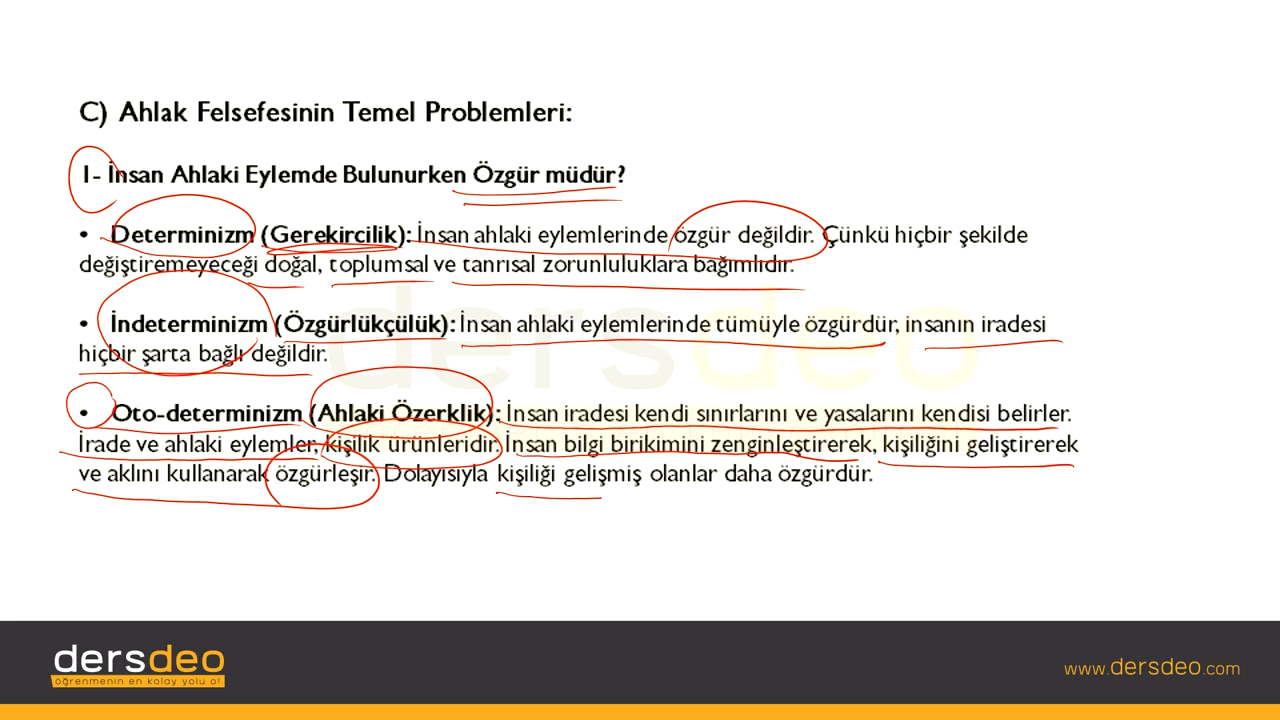 C) Ahlak Felsefesinin Temel Problemleri:
1- İnsan Ahlaki Eylemde Bulunurken Özgür müdür?
• Determinizm (Gerekircilik): İnsan ahlaki eylemlerinde özgür değildir. Çünkü hiçbir şekilde
değiştiremeyeceği doğal, toplumsal ve tanrısal zorunluluklara bağımlıdır.
• İndeterminizm (Özgürlükçülük): İnsan ahlaki eylemlerinde tümüyle özgürdür, insanın iradesi
hiçbir şarta bağlı değildir.
• Oto-determinizm (Ahlaki Özerklik): İnsan iradesi kendi sınırlarını ve yasalarını kendisi belirler.
İrade ve ahlaki eylemler, kişilik ürünleridir. İnsan bilgi birikimini zenginleştirerek, kişiliğini geliştirerek
ve aklını kullanarak özgürleşir. Dolayısıyla kişiliği gelişmiş olanlar daha özgürdür.
dersdeo
dersdeo
öğrenmenin en kolay yolu o!
www.dersdeo.com